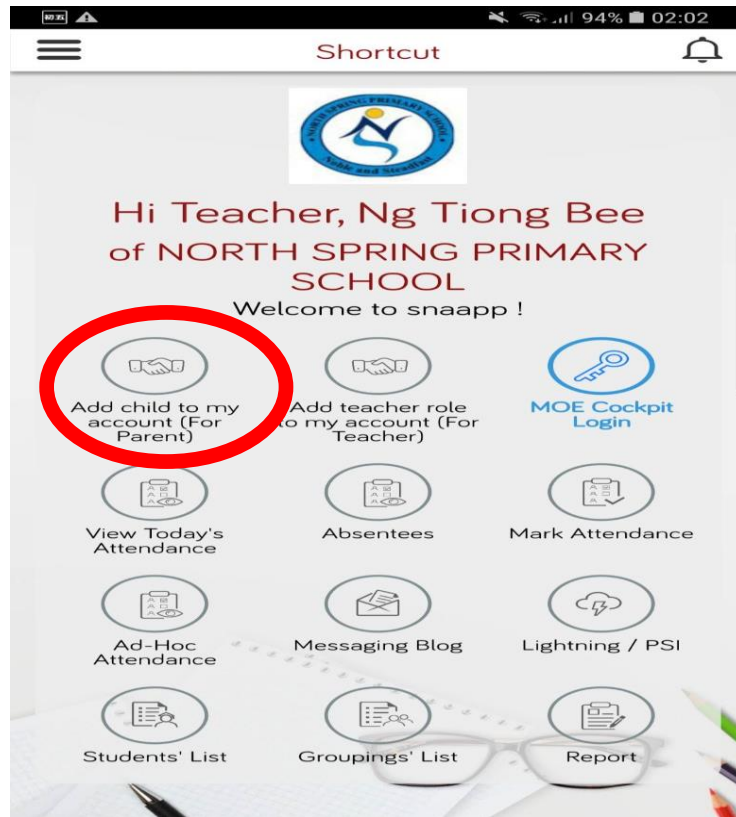 初五 94% 02:02
Shortcut
NORTH SPRING PRIMARY SCHOOL
Noble and Steadfast
Hi Teacher, Ng Tiong Bee
of NORTH SPRING PRIMARY
SCHOOL
Welcome to snaapp !
Add child to my
account (For
Parent)
Add teacher role
to my account (For
Teacher)
MOE Cockpit
Login
View Today's
Attendance
Absentees
Mark Attendance
Ad-Hoc
Attendance
Messaging Blog
Lightning / PSI
Students' List
Groupings' List
Report